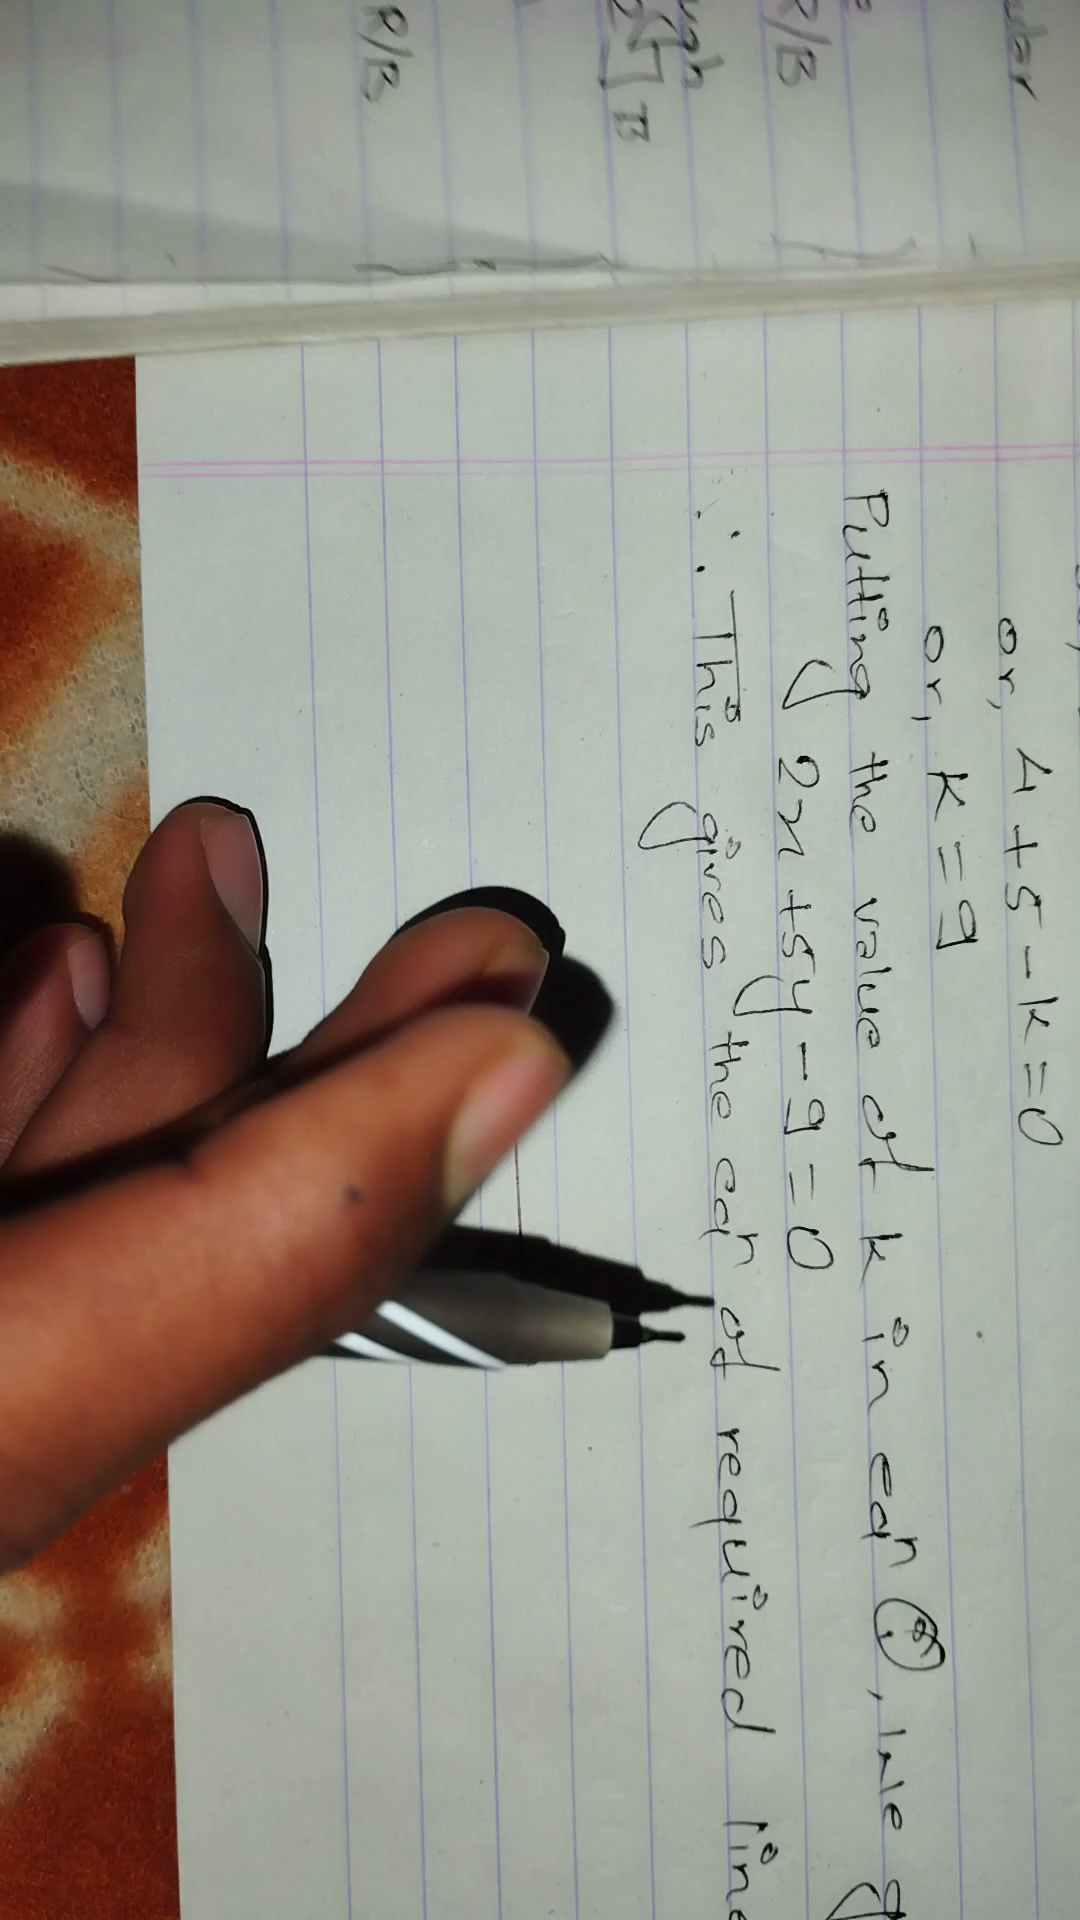 or, 4 + 5 - k = 0
or, k = 9
Putting the value of k in eqn , we
2x + 5y - 9 = 0
∴ This gives the eqn of required line
R/B
R/B
B